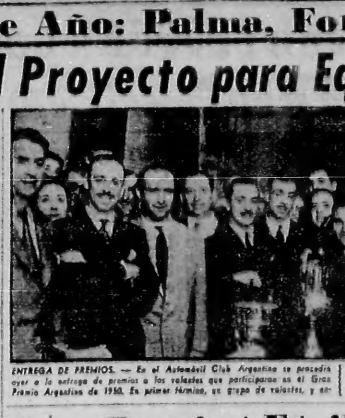 e Año: Palma, Fo
l Proyecto para Eq
ENTREGA DE PREMIOS. — En el Automóvil Club Argentino se procedió
ayer a la entrega de premios a los volantes que participaron en el Gran
Premio Argentino de 1950. En primer término, un grupo de volantes, y en-